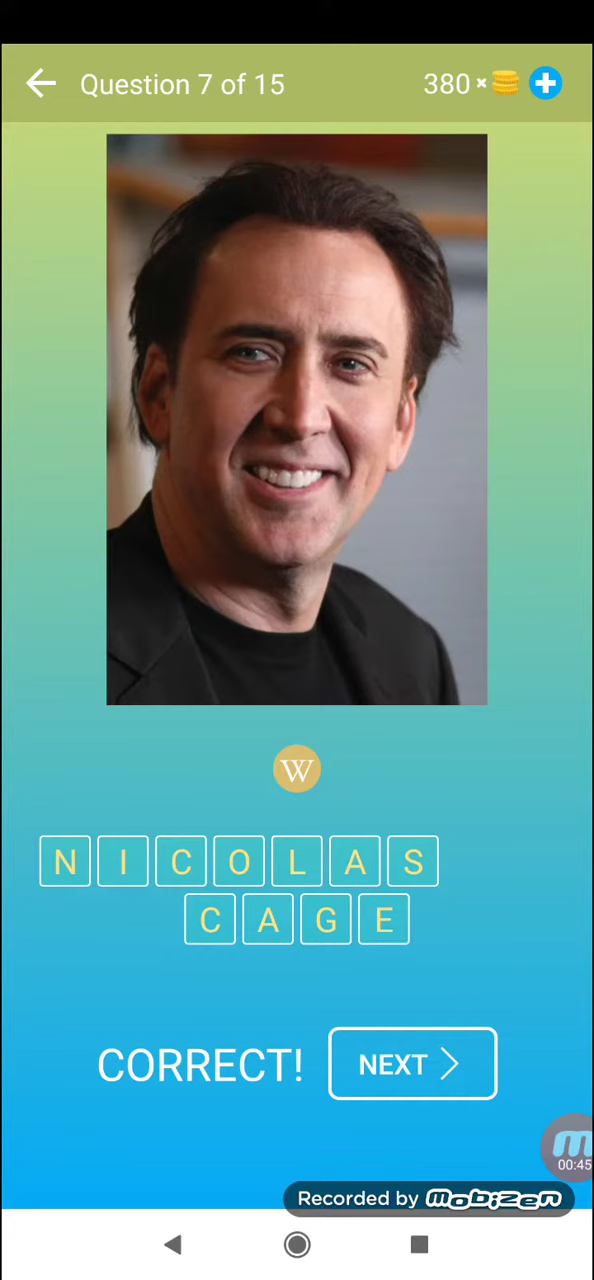 Question 7 of 15
380 ×
W
NICOLAS
CAGE
CORRECT!
NEXT
m
00:45
Recorded by mobizen